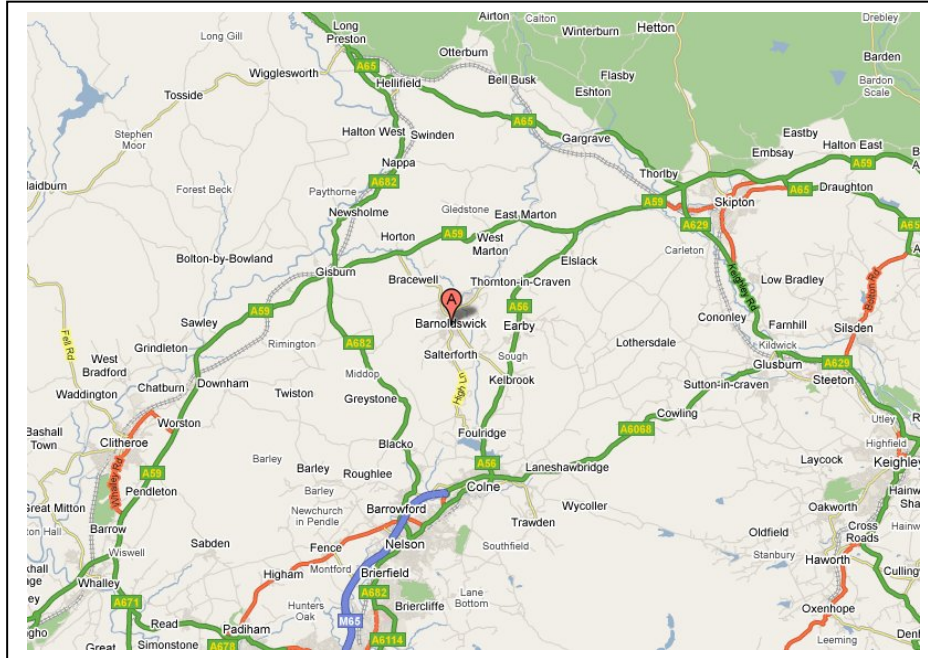 Airton
Calton
Winterburn
Hetton
Drebley
Long
Preston
Long Gill
Otterburn
Flasby
Barden
Wigglesworth
A65
Hellifield
Bell Busk
Eshton
Bardon
Scale
Tosside
A65
Stephen
Moor
Halton West
Swinden
Gargrave
Eastby
Embsay
Halton East
Nappa
A59
Thorlby
Forest Beck
Paythorne
A682
A65
Draughton
Newsholme
Gledstone
East Marton
A59
Skipton
Horton
A59
West
Marton
A629
A65
Bolton-by-Bowland
Gisburn
Elslack
Carleton
Bracewell
Thornton-in-Craven
Keighley Rd
Low Bradley
Bolton Rd
A59
A
A56
Sawley
Barnoldswick
Earby
Cononley
Farnhill
Silsden
Fell Rd
Grindleton
Rimington
A682
Salterforth
Sough
Lothersdale
Kildwick
West
Bradford
Chatburn
Downham
Middop
Kelbrook
Glusburn
A629
Steeton
Waddington
Twiston
Greystone
High Ln
Sutton-in-craven
Worston
Cowling
Utley
Bashall
Town
Clitheroe
Blacko
Foulridge
A6068
Highfield
Barley
Barley
Roughlee
A56
Laneshawbridge
Laycock
Keighley
Whalley Rd
A59
Pendleton
Barley
Colne
Great Mitton
Newchurch
in Pendle
Barrowford
Wycoller
Oakworth
Barrow
Trawden
Oldfield
Cross
Roads
Wiswell
Sabden
Fence
Nelson
Southfield
Stanbury
Haworth
Whalley
Higham
Montford
Brierfield
A682
Lane
Bottom
A671
Hunters
Oak
M65
Briercliffe
Oxenhope
Read
Padiham
A6114
Leeming
Simonstone
A678